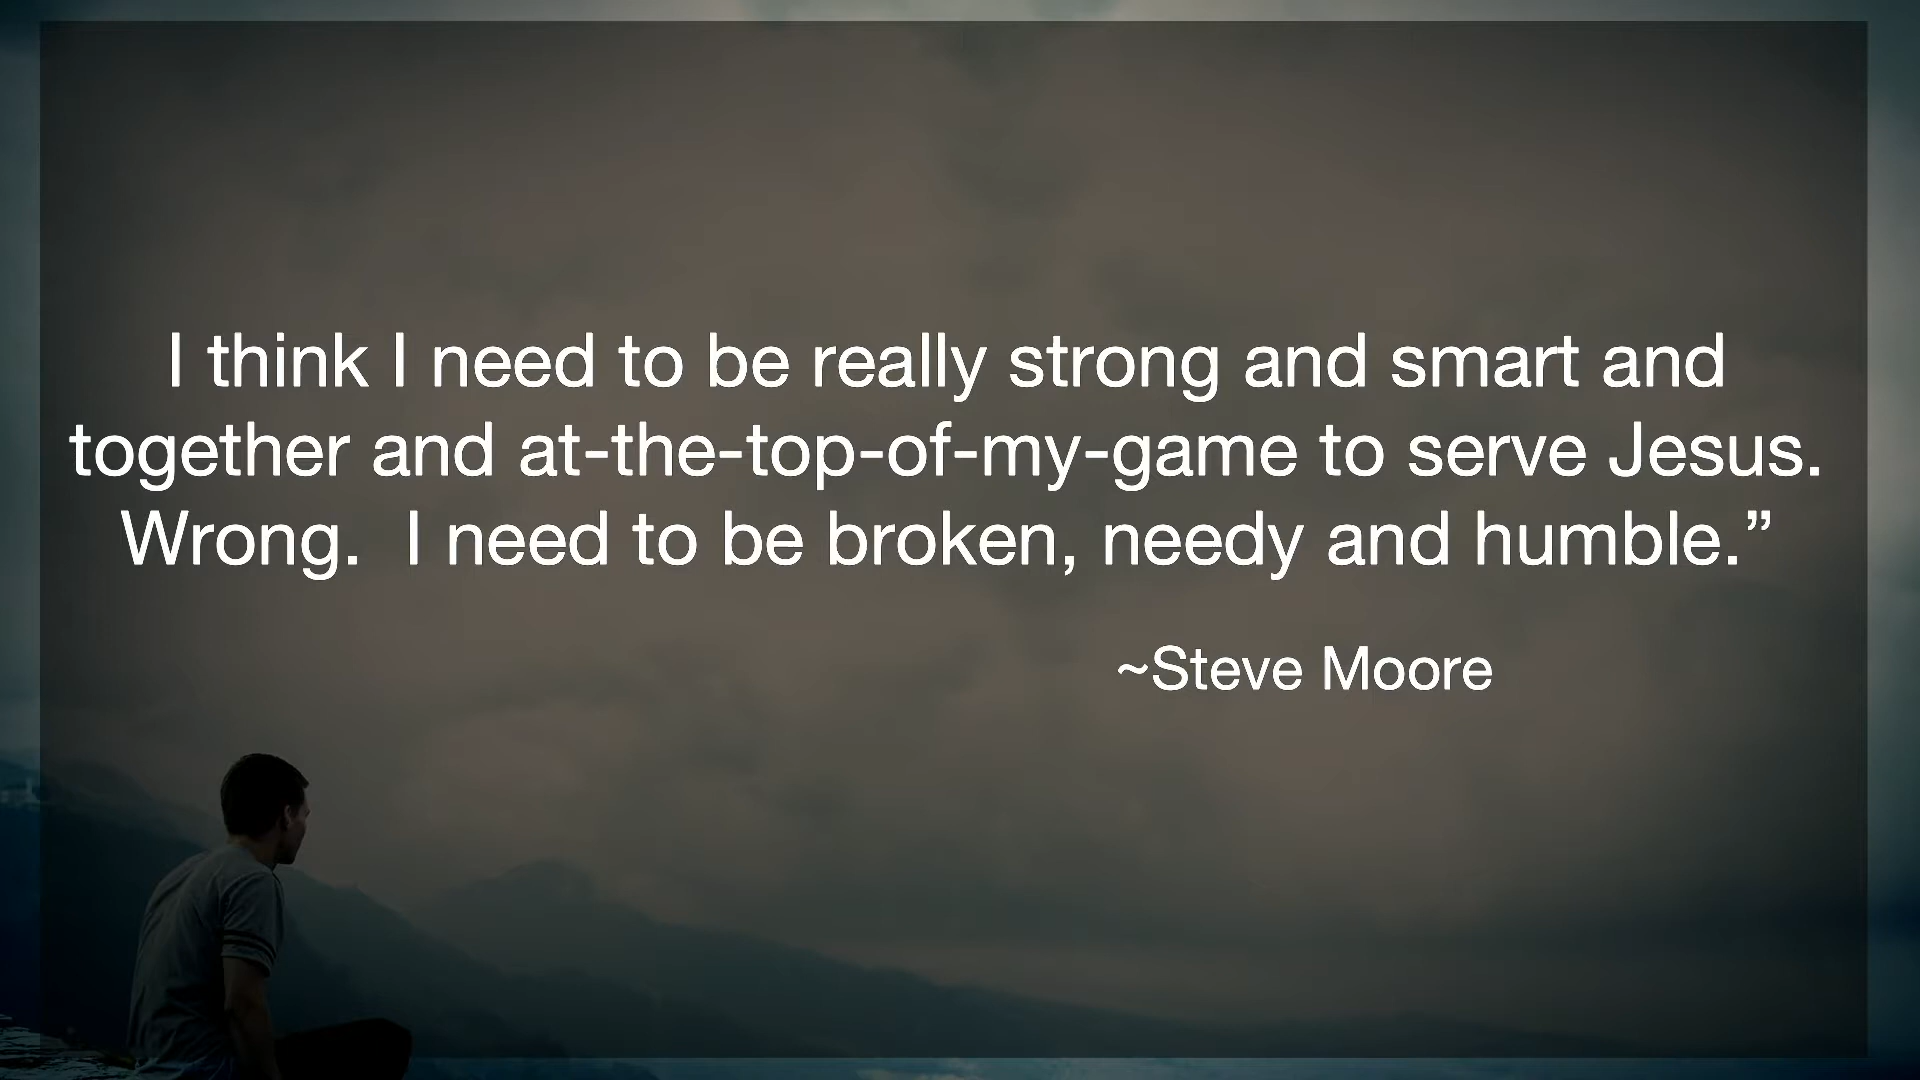 I think I need to be really strong and smart and
together and at-the-top-of-my-game to serve Jesus.
Wrong.  I need to be broken, needy and humble.”
~Steve Moore